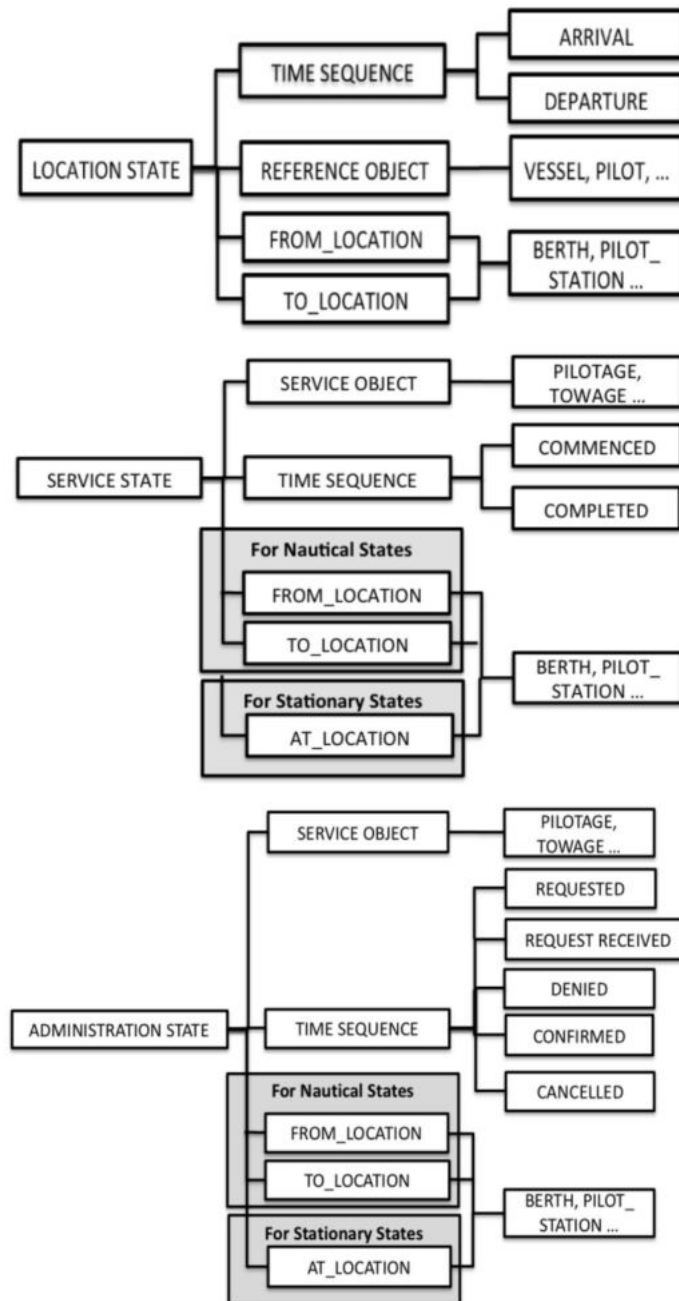 ARRIVAL
TIME SEQUENCE
DEPARTURE
LOCATION STATE
REFERENCE OBJECT
VESSEL, PILOT, ...
FROM_LOCATION
BERTH, PILOT_
STATION ...
TO_LOCATION
SERVICE OBJECT
PILOTAGE,
TOWAGE ...
COMMENCED
SERVICE STATE
TIME SEQUENCE
COMPLETED
For Nautical States
FROM_LOCATION
TO_LOCATION
BERTH, PILOT_
STATION ...
For Stationary States
AT_LOCATION
SERVICE OBJECT
PILOTAGE,
TOWAGE ...
REQUESTED
REQUEST RECEIVED
DENIED
ADMINISTRATION STATE
TIME SEQUENCE
CONFIRMED
CANCELLED
For Nautical States
FROM_LOCATION
TO_LOCATION
BERTH, PILOT_
STATION ...
For Stationary States
AT_LOCATION